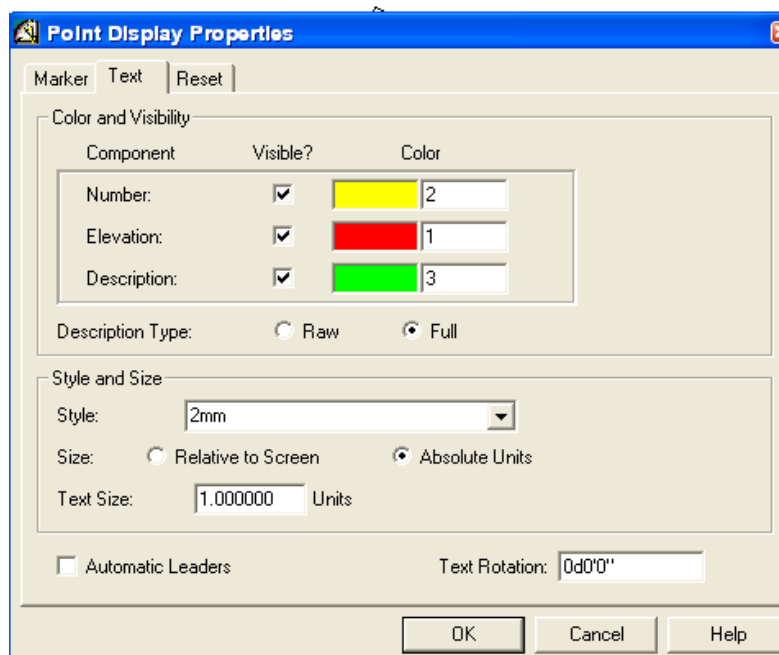 Point Display Properties
Marker Text Reset
Color and Visibility
Component Visible? Color
Number: 2
Elevation: 1
Description: 3
Description Type: Raw Full
Style and Size
Style: 2mm
Size: Relative to Screen Absolute Units
Text Size: 1.000000 Units
Automatic Leaders Text Rotation: 0d0'0"
OK Cancel Help